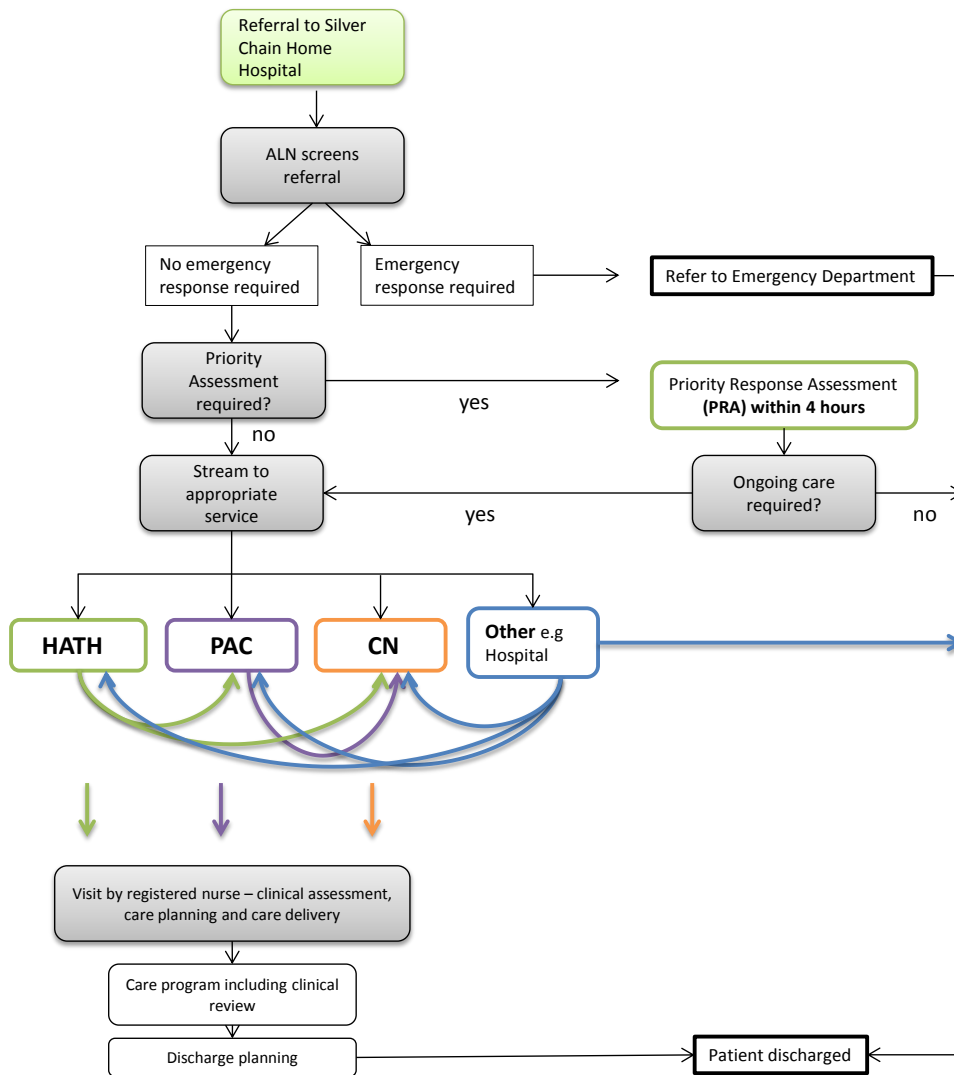 Referral to Silver
Chain Home
Hospital
ALN screens
referral
No emergency
response required
Emergency
response required
Refer to Emergency Department
Priority
Assessment
required?
yes
Priority Response Assessment
(PRA) within 4 hours
no
Stream to
appropriate
service
yes
Ongoing care
required?
no
HATH
PAC
CN
Other e.g
Hospital
Visit by registered nurse – clinical assessment,
care planning and care delivery
Care program including clinical
review
Discharge planning
Patient discharged